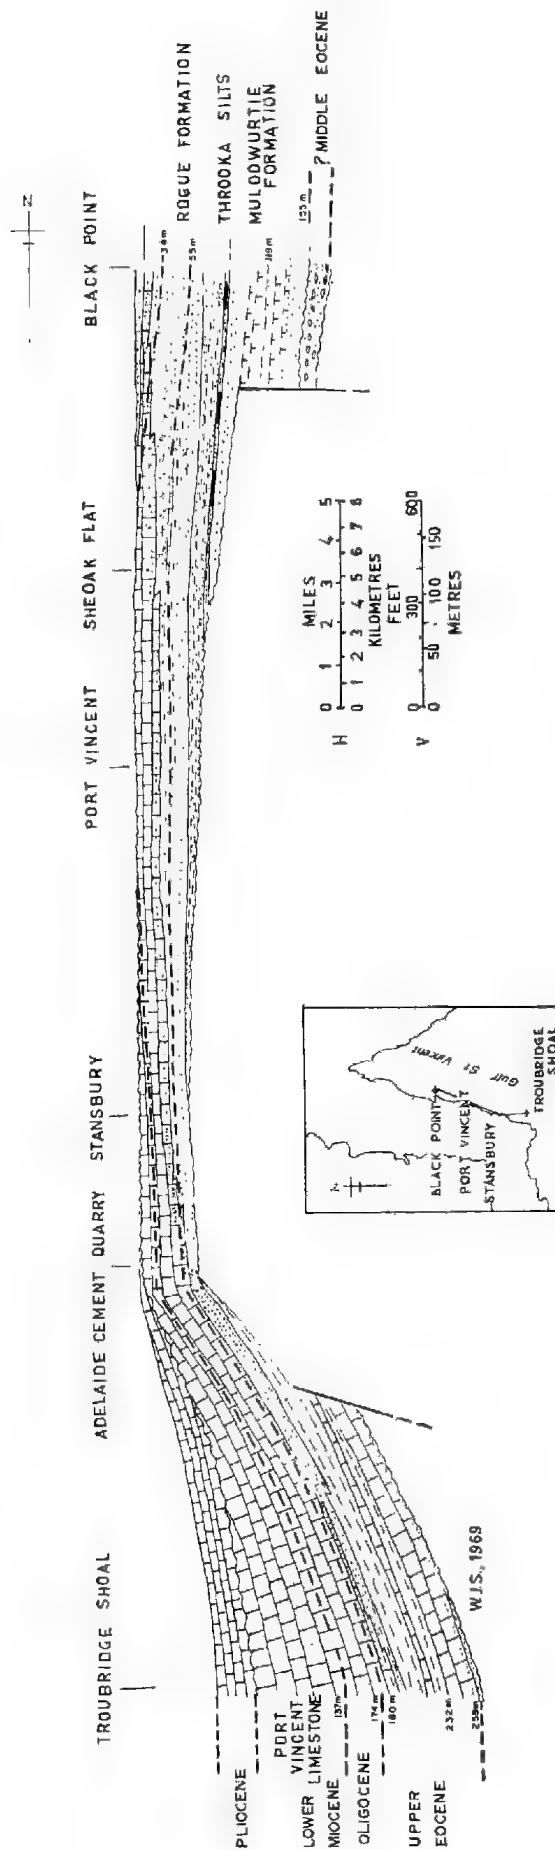 TROUBRIDGE SHOAL
ADELAIDE CEMENT QUARRY
STANSBURY
PORT VINCENT
SHEOAK FLAT
BLACK POINT
Z
PLIOCENE
PORT
VINCENT
LIMESTONE
LOWER
MIOCENE
OLIGOCENE
UPPER
EOCENE
137m
174m
180m
232m
W.J.S., 1969
34m
55m
ROGUE FORMATION
THROOKA SILTS
MULOOWURTIE
FORMATION
? MIDDLE EOCENE
H
0 1 2 3 4 5
MILES
0 1 2 3 4 5 6 7 8
KILOMETRES
V
FEET
0 300 600
0 50 100 150
METRES
Gulf St Vincent
BLACK POINT
PORT VINCENT
STANSBURY
TROUBRIDGE
SHOAL